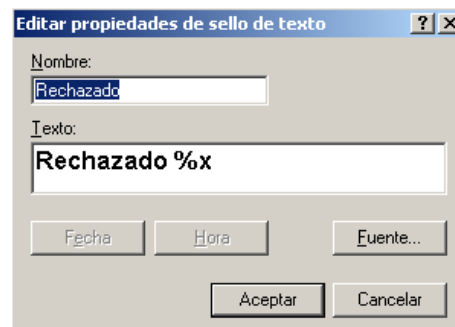 Editar propiedades de sello de texto
Nombre:
Rechazado
Texto:
Rechazado %x
Fecha Hora Fuente...
Aceptar Cancelar